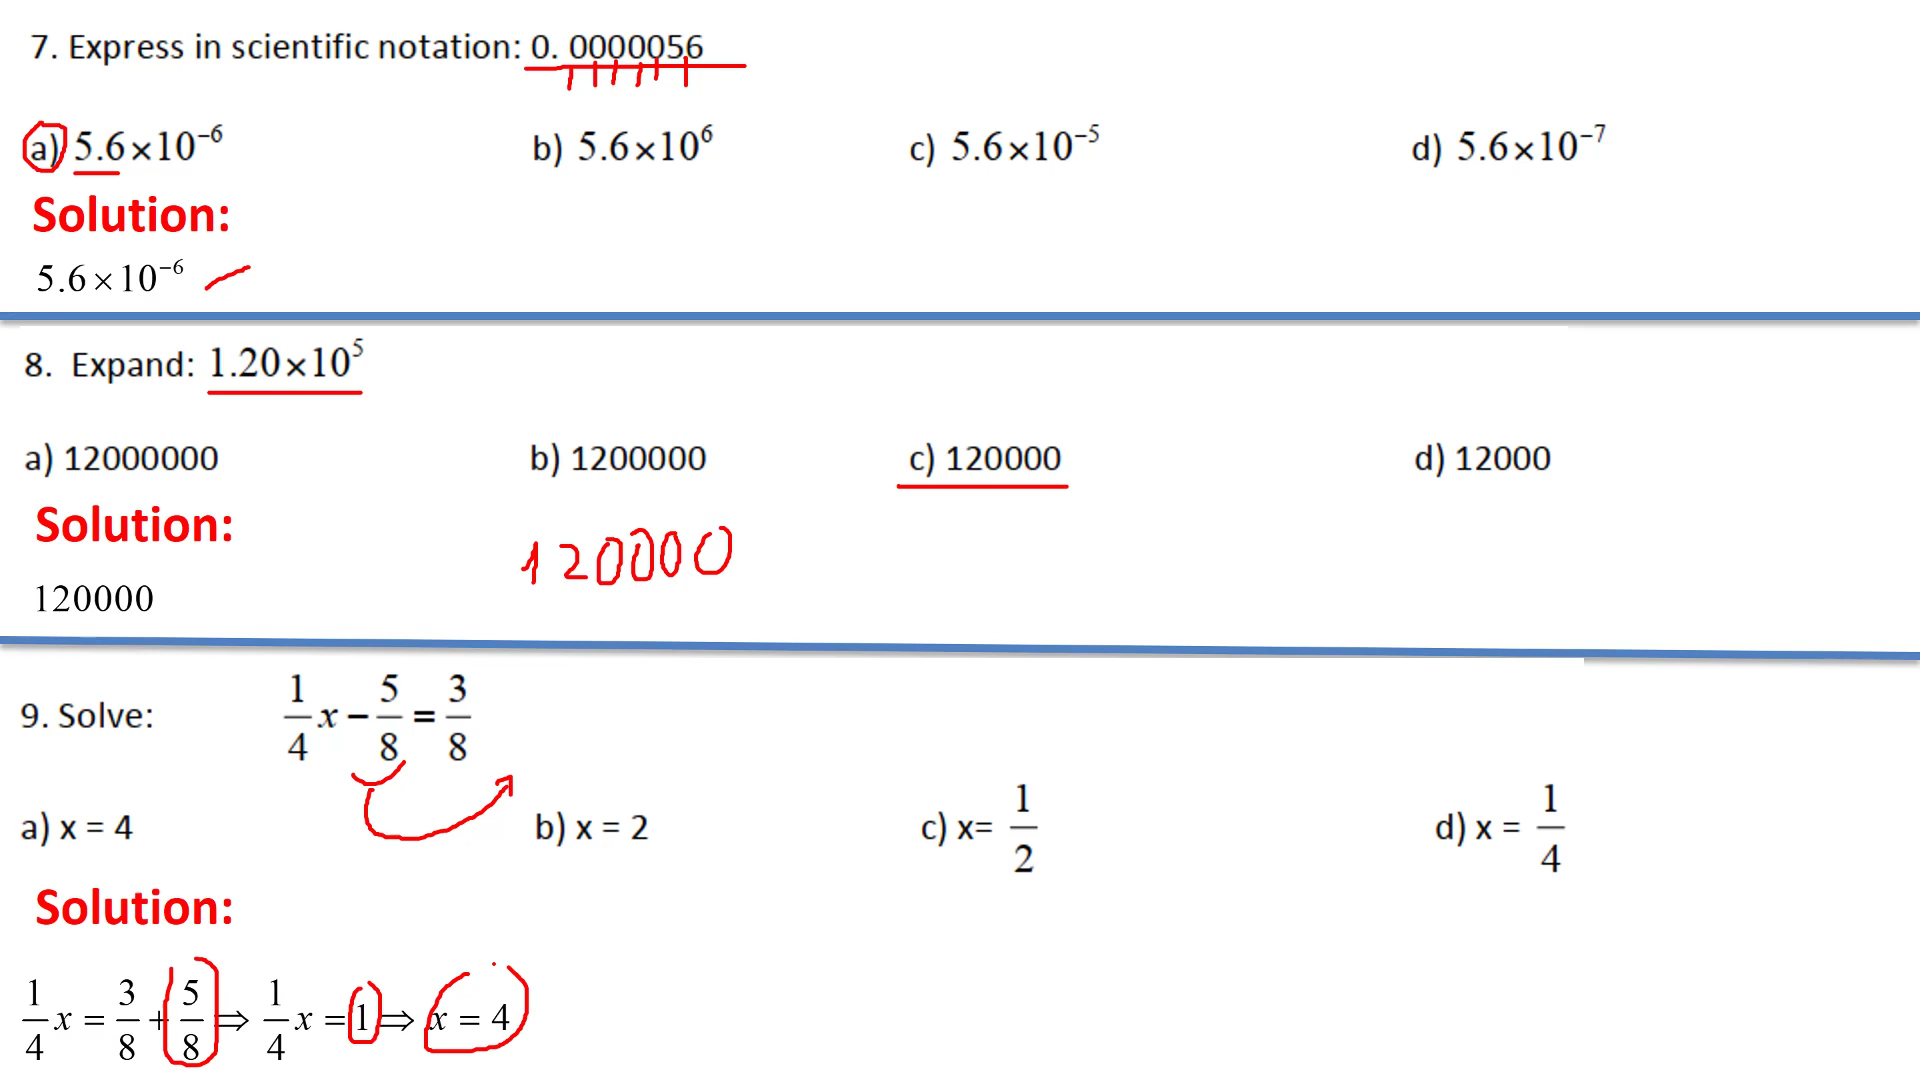 7. Express in scientific notation: 0. 0000056
a) 5.6×10⁻⁶ b) 5.6×10⁶ c) 5.6×10⁻⁵ d) 5.6×10⁻⁷
Solution:
5.6×10⁻⁶
8. Expand: 1.20×10⁵
a) 12000000 b) 1200000 c) 120000 d) 12000
Solution:
120000
120000
9. Solve: 1/4 x − 5/8 = 3/8
a) x = 4 b) x = 2 c) x= 1/2 d) x = 1/4
Solution:
1/4 x = 3/8 + 5/8 ⇒ 1/4 x = 1 ⇒ x = 4